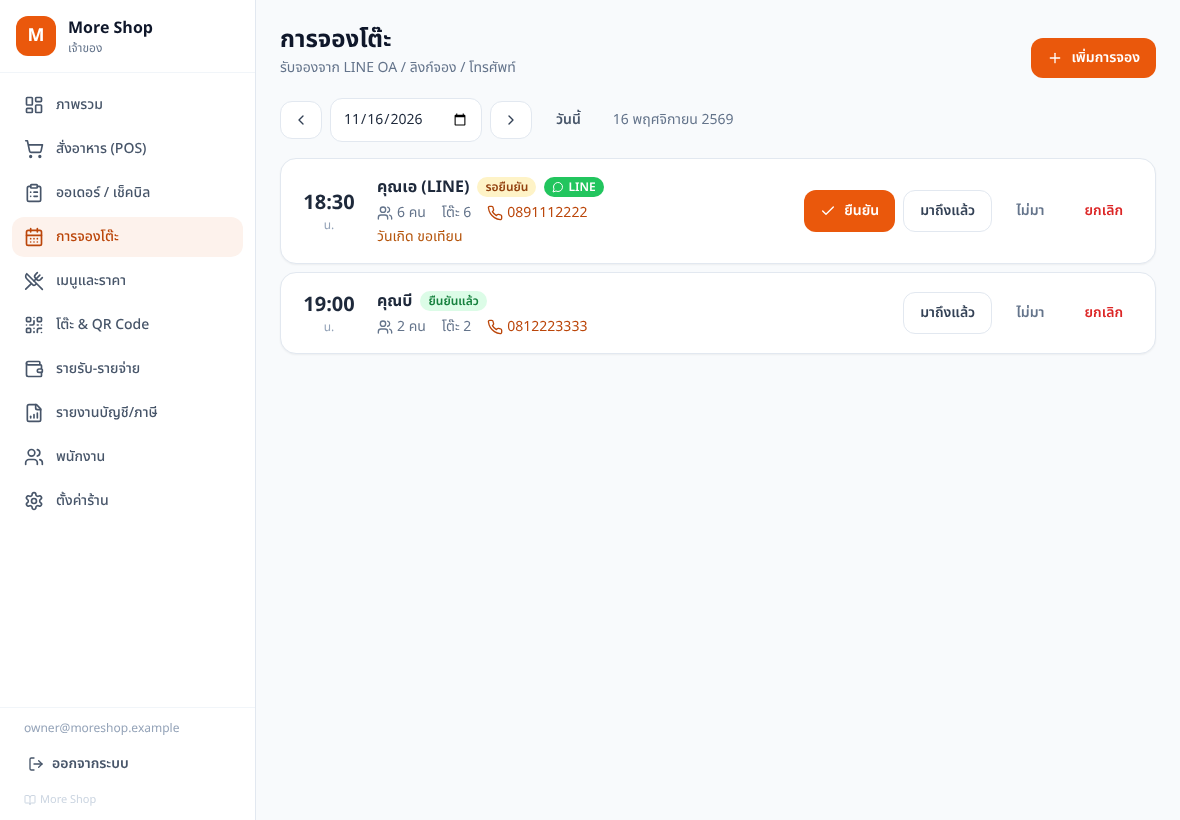 M
More Shop
เจ้าของ
ภาพรวม
สั่งอาหาร (POS)
ออเดอร์ / เช็คบิล
การจองโต๊ะ
เมนูและราคา
โต๊ะ & QR Code
รายรับ-รายจ่าย
รายงานบัญชี/ภาษี
พนักงาน
ตั้งค่าร้าน
owner@moreshop.example
ออกจากระบบ
More Shop
การจองโต๊ะ
รับจองจาก LINE OA / ลิงก์จอง / โทรศัพท์
เพิ่มการจอง
11/16/2026 วันนี้ 16 พฤศจิกายน 2569
18:30 น.
คุณเอ (LINE) รอยืนยัน LINE
6 คน โต๊ะ 6 0891112222
วันเกิด ขอเทียน
ยืนยัน มาถึงแล้ว ไม่มา ยกเลิก
19:00 น.
คุณบี ยืนยันแล้ว
2 คน โต๊ะ 2 0812223333
มาถึงแล้ว ไม่มา ยกเลิก